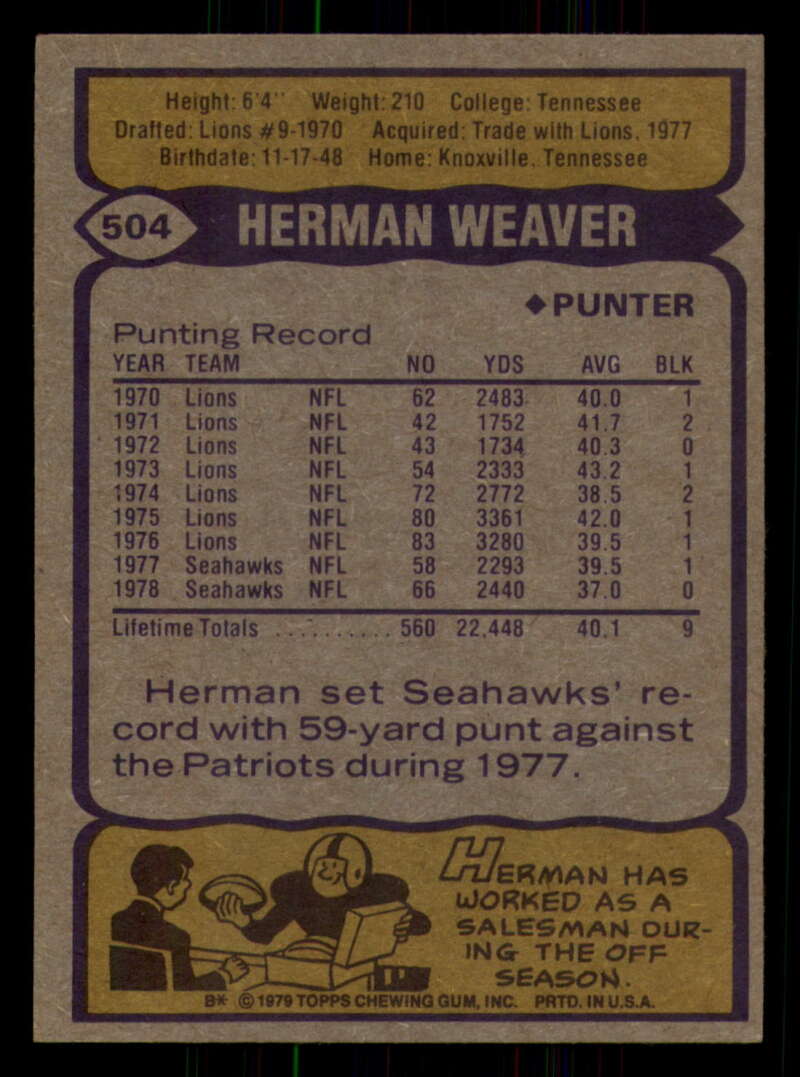 Height: 6'4" Weight: 210 College: Tennessee
Drafted: Lions #9-1970 Acquired: Trade with Lions, 1977
Birthdate: 11-17-48 Home: Knoxville, Tennessee
504 HERMAN WEAVER
◆PUNTER
Punting Record
YEAR TEAM NO YDS AVG BLK
1970 Lions NFL 62 2483 40.0 1
1971 Lions NFL 42 1752 41.7 2
1972 Lions NFL 43 1734 40.3 0
1973 Lions NFL 54 2333 43.2 1
1974 Lions NFL 72 2772 38.5 2
1975 Lions NFL 80 3361 42.0 1
1976 Lions NFL 83 3280 39.5 1
1977 Seahawks NFL 58 2293 39.5 1
1978 Seahawks NFL 66 2440 37.0 0
Lifetime Totals .......... 560 22,448 40.1 9
Herman set Seahawks' re-
cord with 59-yard punt against
the Patriots during 1977.
HERMAN HAS
WORKED AS A
SALESMAN DUR-
ING THE OFF
SEASON.
B* © 1979 TOPPS CHEWING GUM, INC. PRTD. IN U.S.A.